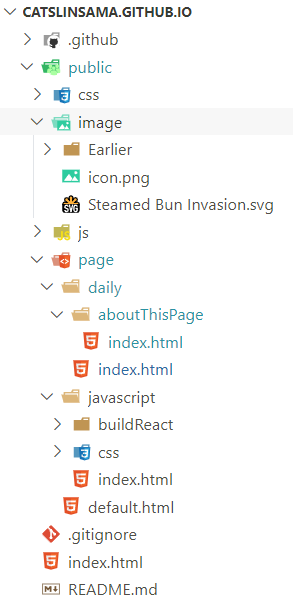 CATSLINSAMA.GITHUB.IO
.github
public
css
image
Earlier
icon.png
SVG Steamed Bun Invasion.svg
JS js
page
daily
aboutThisPage
index.html
index.html
javascript
buildReact
css
index.html
default.html
.gitignore
index.html
README.md